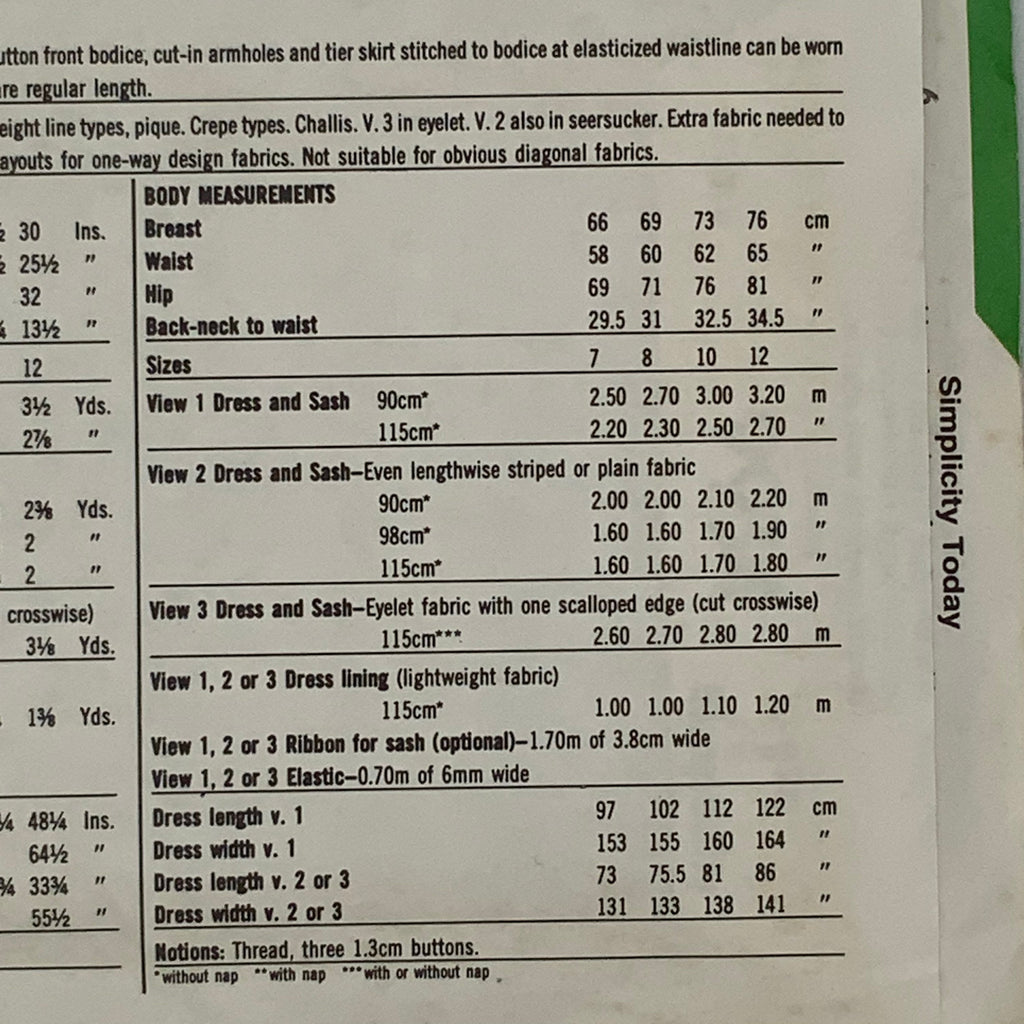 utton front bodice, cut-in armholes and tier skirt stitched to bodice at elasticized waistline can be worn
re regular length.
eight line types, pique. Crepe types. Challis. V. 3 in eyelet. V. 2 also in seersucker. Extra fabric needed to
ayouts for one-way design fabrics. Not suitable for obvious diagonal fabrics.
½ 30 Ins.
½ 25½ "
32 "
13½ "
12
3½ Yds.
2⅞ "
2⅜ Yds.
2 "
2 "
crosswise)
3⅛ Yds.
1⅜ Yds.
¼ 48¼ Ins.
64½ "
¾ 33¾ "
55½ "
BODY MEASUREMENTS
Breast 66 69 73 76 cm
Waist 58 60 62 65 "
Hip 69 71 76 81 "
Back-neck to waist 29.5 31 32.5 34.5 "
Sizes 7 8 10 12
View 1 Dress and Sash 90cm* 2.50 2.70 3.00 3.20 m
115cm* 2.20 2.30 2.50 2.70 "
View 2 Dress and Sash–Even lengthwise striped or plain fabric
90cm* 2.00 2.00 2.10 2.20 m
98cm* 1.60 1.60 1.70 1.90 "
115cm* 1.60 1.60 1.70 1.80 "
View 3 Dress and Sash–Eyelet fabric with one scalloped edge (cut crosswise)
115cm*** 2.60 2.70 2.80 2.80 m
View 1, 2 or 3 Dress lining (lightweight fabric)
115cm* 1.00 1.00 1.10 1.20 m
View 1, 2 or 3 Ribbon for sash (optional)–1.70m of 3.8cm wide
View 1, 2 or 3 Elastic–0.70m of 6mm wide
Dress length v. 1 97 102 112 122 cm
Dress width v. 1 153 155 160 164 "
Dress length v. 2 or 3 73 75.5 81 86 "
Dress width v. 2 or 3 131 133 138 141 "
Notions: Thread, three 1.3cm buttons.
*without nap **with nap ***with or without nap
Simplicity Today